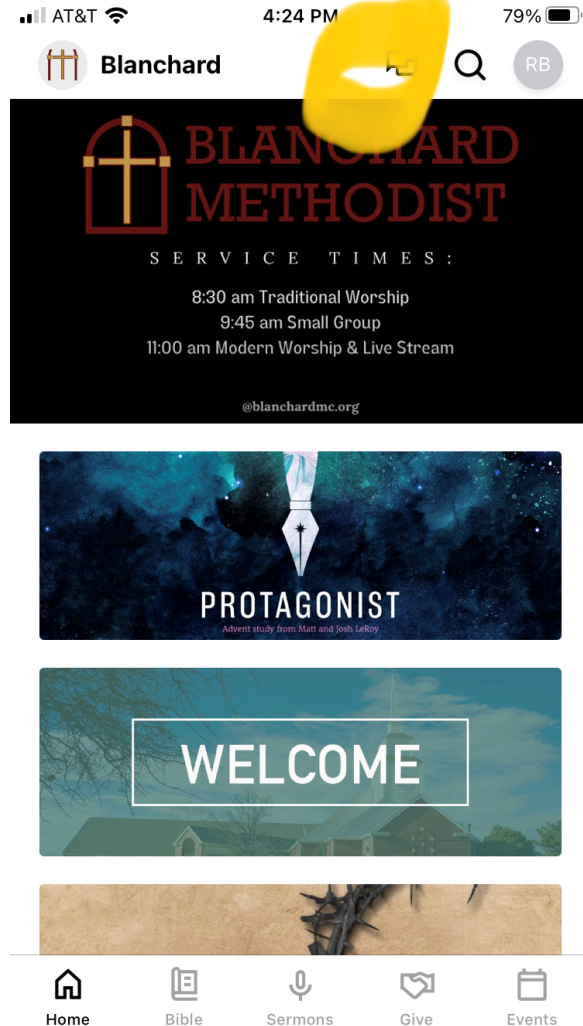 AT&T 4:24 PM 79%
Blanchard RB
BLANCHARD
METHODIST
SERVICE TIMES:
8:30 am Traditional Worship
9:45 am Small Group
11:00 am Modern Worship & Live Stream
@blanchardmc.org
PROTAGONIST
Advent study from Matt and Josh LeRoy
WELCOME
Home Bible Sermons Give Events